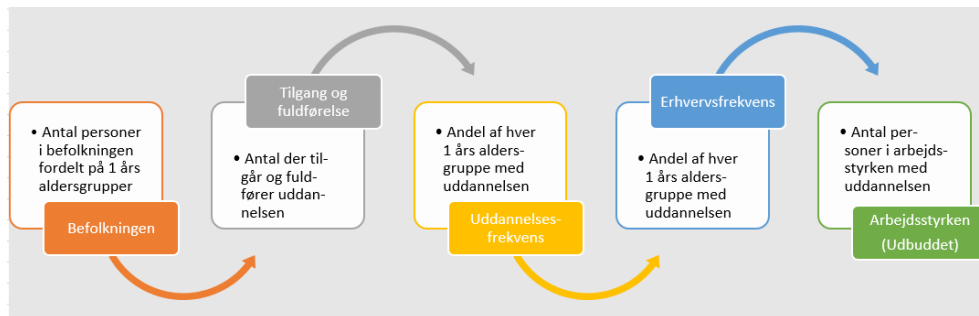 • Antal personer
i befolkningen
fordelt på 1 års
aldersgrupper
Befolkningen
Tilgang og
fuldførelse
• Antal der til-
går og fuld-
fører uddan-
nelsen
• Andel af hver
1 års alders-
gruppe med
uddannelsen
Uddannelses-
frekvens
Erhvervsfrekvens
• Andel af hver
1 års alders-
gruppe med
uddannelsen
• Antal per-
soner i arbejds-
styrken med
uddannelsen
Arbejdsstyrken
(Udbuddet)